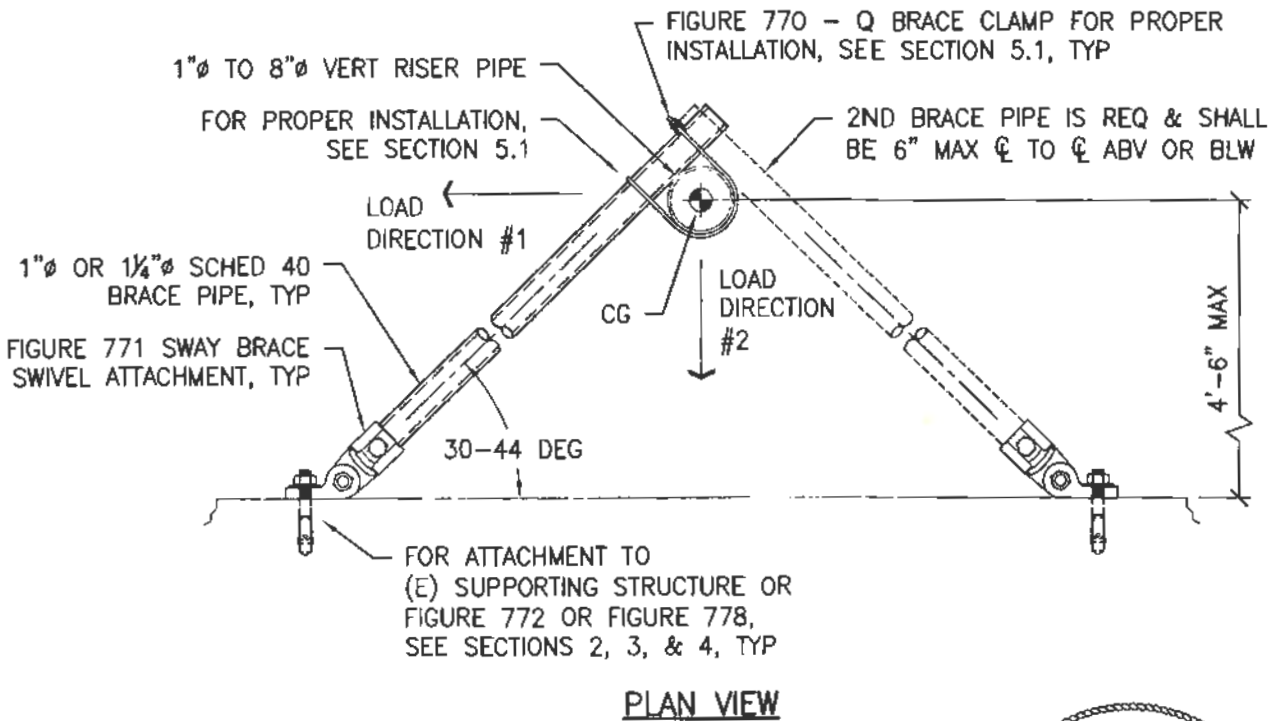 FIGURE 770 - Q BRACE CLAMP FOR PROPER
INSTALLATION, SEE SECTION 5.1, TYP
1"ø TO 8"ø VERT RISER PIPE
FOR PROPER INSTALLATION,
SEE SECTION 5.1
2ND BRACE PIPE IS REQ & SHALL
BE 6" MAX ℄ TO ℄ ABV OR BLW
LOAD
DIRECTION #1
1"ø OR 1¼"ø SCHED 40
BRACE PIPE, TYP
CG
LOAD
DIRECTION
#2
4'-6" MAX
FIGURE 771 SWAY BRACE
SWIVEL ATTACHMENT, TYP
30-44 DEG
FOR ATTACHMENT TO
(E) SUPPORTING STRUCTURE OR
FIGURE 772 OR FIGURE 778,
SEE SECTIONS 2, 3, & 4, TYP
PLAN VIEW